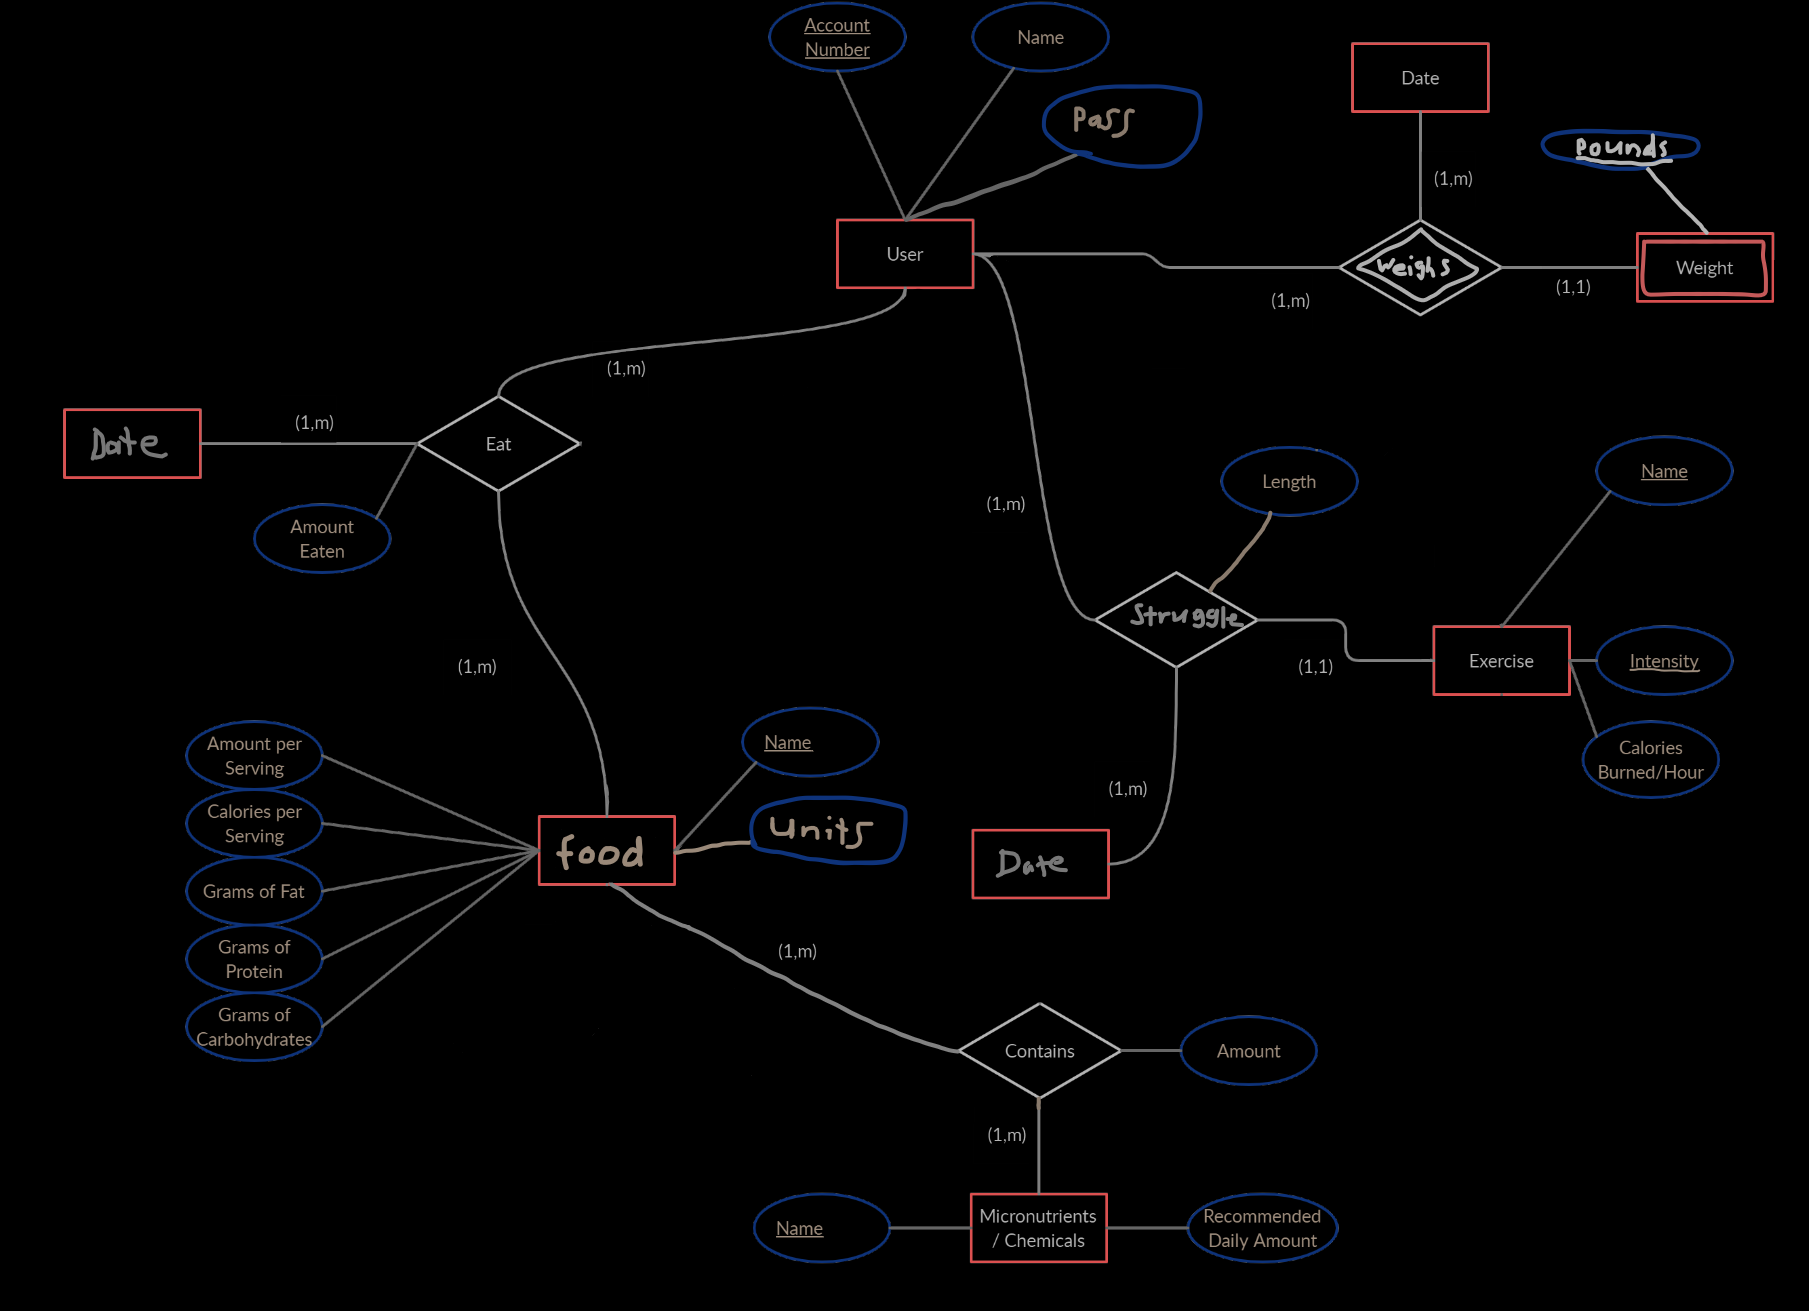 Account
Number
Name
Pass
Date
Pounds
User
(1,m)
Weighs
Weight
(1,m)
(1,1)
(1,m)
Date
(1,m)
Eat
Amount
Eaten
(1,m)
Length
Name
Struggle
(1,1)
Exercise
Intensity
Calories
Burned/Hour
(1,m)
Amount per
Serving
Calories per
Serving
Grams of Fat
Grams of
Protein
Grams of
Carbohydrates
Name
Units
food
(1,m)
Date
(1,m)
Contains
Amount
(1,m)
Name
Micronutrients
/ Chemicals
Recommended
Daily Amount